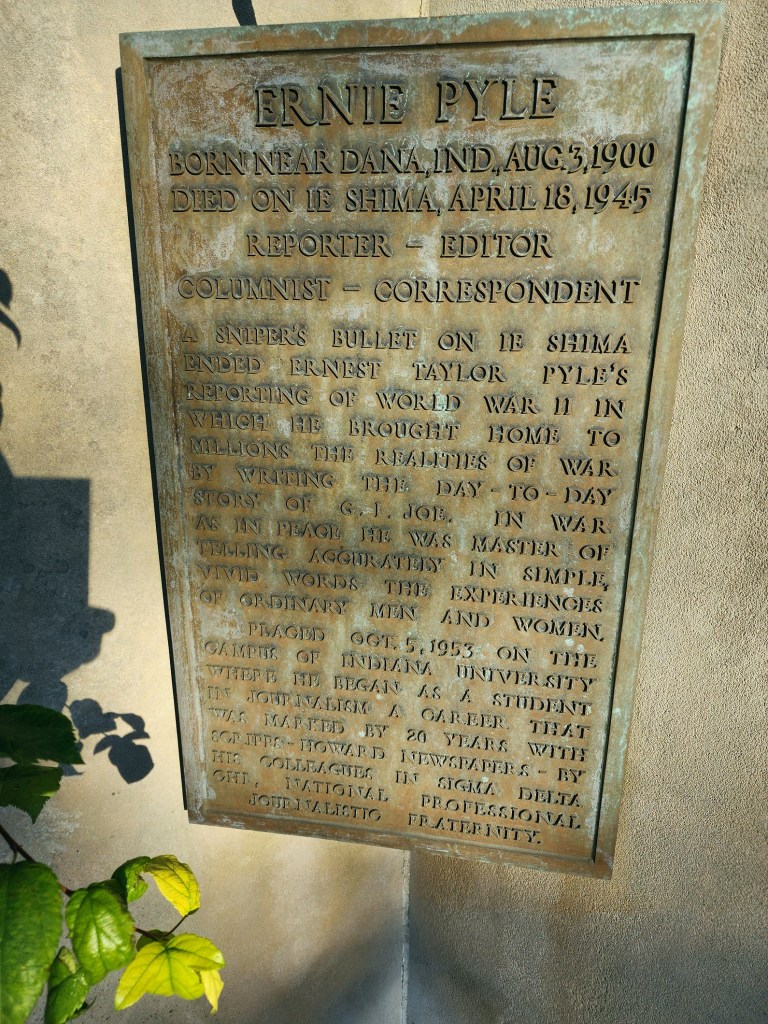 ERNIE PYLE
BORN NEAR DANA, IND., AUG. 3, 1900
DIED ON IE SHIMA, APRIL 18, 1945
REPORTER – EDITOR
COLUMNIST – CORRESPONDENT
A SNIPER'S BULLET ON IE SHIMA
ENDED ERNEST TAYLOR PYLE'S
REPORTING OF WORLD WAR II IN
WHICH HE BROUGHT HOME TO
MILLIONS THE REALITIES OF WAR
BY WRITING THE DAY-TO-DAY
STORY OF G. I. JOE. IN WAR
AS IN PEACE HE WAS MASTER OF
TELLING ACCURATELY IN SIMPLE,
VIVID WORDS THE EXPERIENCES
OF ORDINARY MEN AND WOMEN.
PLACED OCT. 5, 1953 ON THE
CAMPUS OF INDIANA UNIVERSITY
WHERE HE BEGAN AS A STUDENT
IN JOURNALISM A CAREER THAT
WAS MARKED BY 20 YEARS WITH
SCRIPPS-HOWARD NEWSPAPERS – BY
HIS COLLEAGUES IN SIGMA DELTA
CHI, NATIONAL PROFESSIONAL
JOURNALISTIC FRATERNITY.